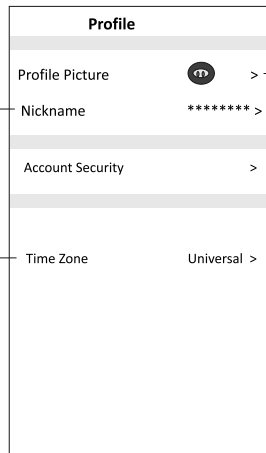 Profile
Profile Picture >
Nickname ******** >
Account Security >
Time Zone Universal >